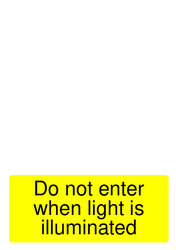 Do not enter
when light is
illuminated